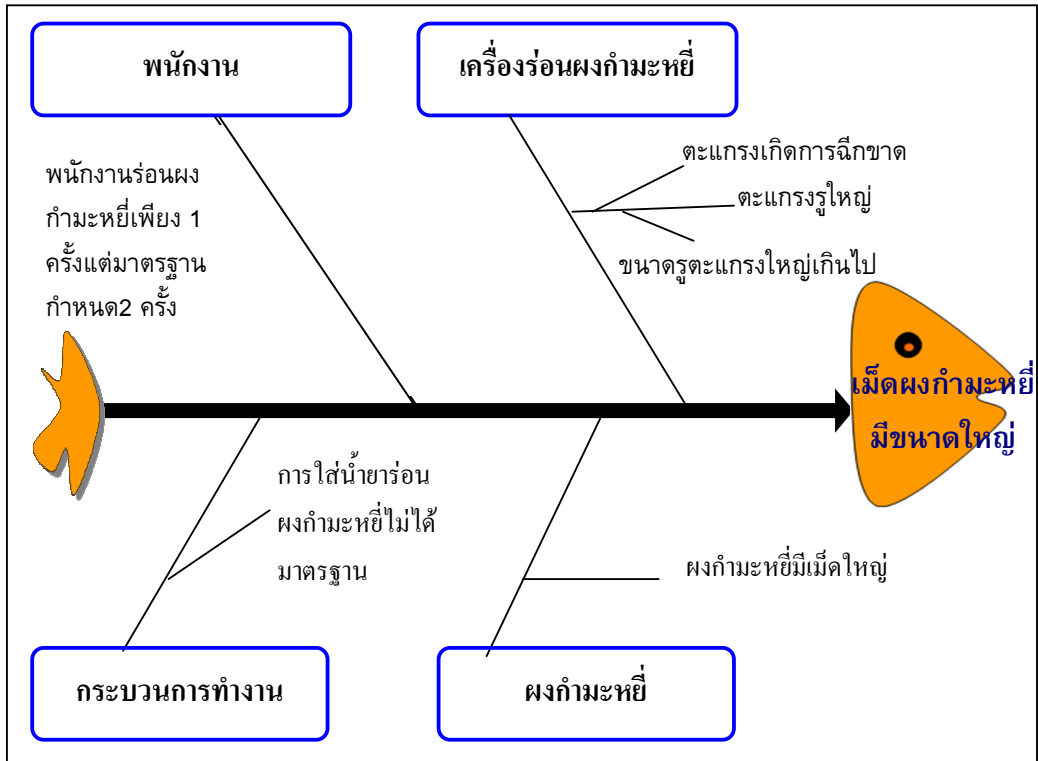 พนักงาน
เครื่องร่อนผงกำมะหยี่
พนักงานร่อนผง
กำมะหยี่เพียง 1
ครั้งแต่มาตรฐาน
กำหนด2 ครั้ง
ตะแกรงเกิดการฉีกขาด
ตะแกรงรูใหญ่
ขนาดรูตะแกรงใหญ่เกินไป
เม็ดผงกำมะหยี่
มีขนาดใหญ่
การใส่น้ำยาร่อน
ผงกำมะหยี่ไม่ได้
มาตรฐาน
ผงกำมะหยี่มีเม็ดใหญ่
กระบวนการทำงาน
ผงกำมะหยี่